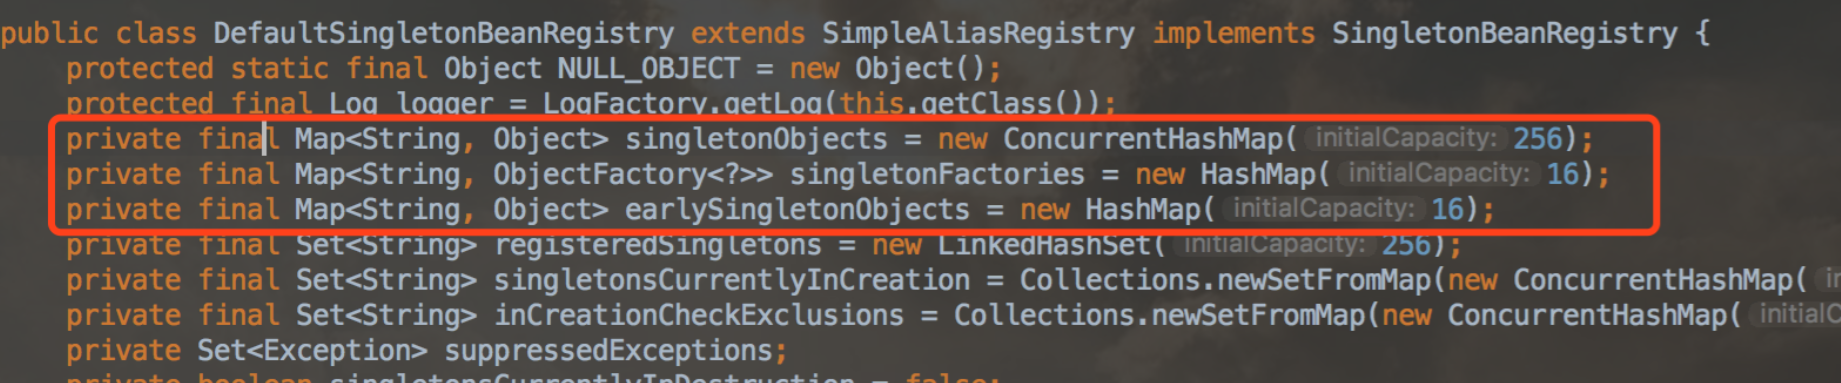 public class DefaultSingletonBeanRegistry extends SimpleAliasRegistry implements SingletonBeanRegistry {
protected static final Object NULL_OBJECT = new Object();
protected final Log logger = LogFactory.getLog(this.getClass());
private final Map<String, Object> singletonObjects = new ConcurrentHashMap( initialCapacity: 256);
private final Map<String, ObjectFactory<?>> singletonFactories = new HashMap( initialCapacity: 16);
private final Map<String, Object> earlySingletonObjects = new HashMap( initialCapacity: 16);
private final Set<String> registeredSingletons = new LinkedHashSet( initialCapacity: 256);
private final Set<String> singletonsCurrentlyInCreation = Collections.newSetFromMap(new ConcurrentHashMap(
private final Set<String> inCreationCheckExclusions = Collections.newSetFromMap(new ConcurrentHashMap( initialC
private Set<Exception> suppressedExceptions;
private boolean singletonsCurrentlyInDestruction = false;